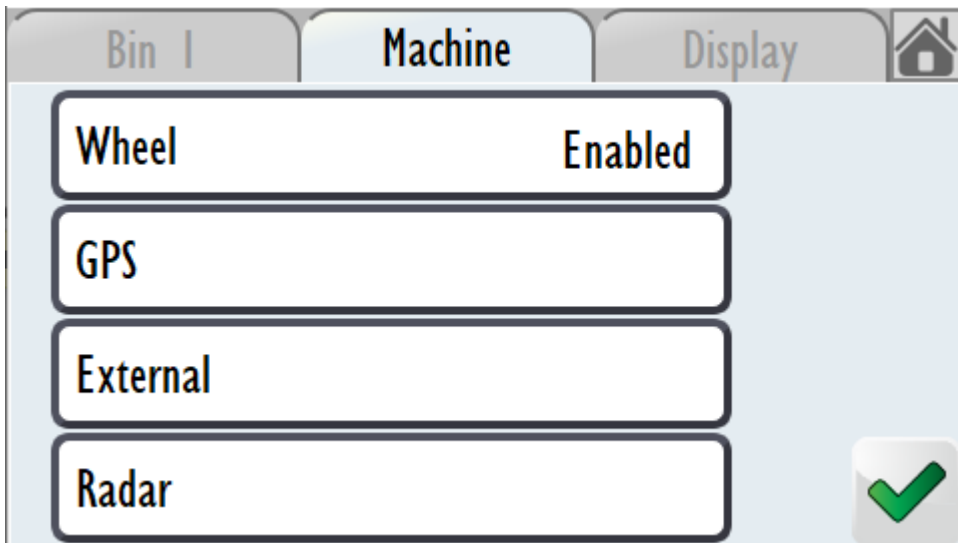 Bin 1
Machine
Display
Wheel Enabled
GPS
External
Radar